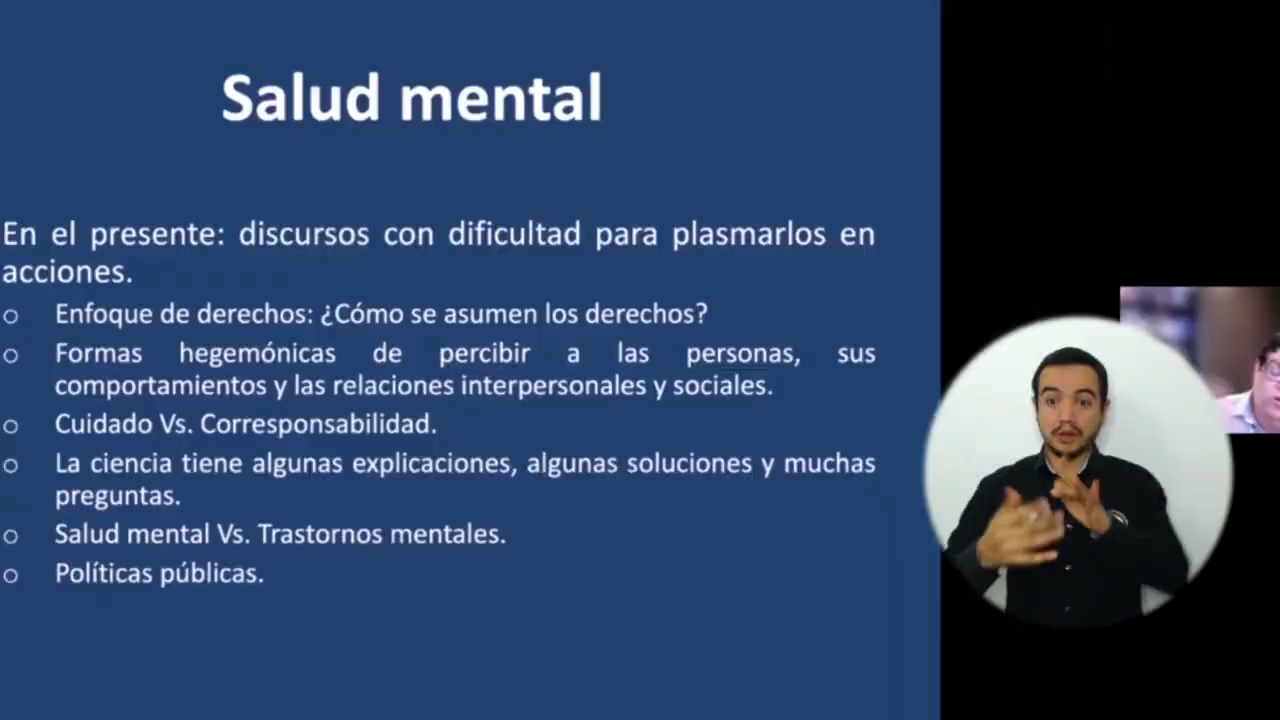 Salud mental
En el presente: discursos con dificultad para plasmarlos en
acciones.
o Enfoque de derechos: ¿Cómo se asumen los derechos?
o Formas hegemónicas de percibir a las personas, sus
comportamientos y las relaciones interpersonales y sociales.
o Cuidado Vs. Corresponsabilidad.
o La ciencia tiene algunas explicaciones, algunas soluciones y muchas
preguntas.
o Salud mental Vs. Trastornos mentales.
o Políticas públicas.